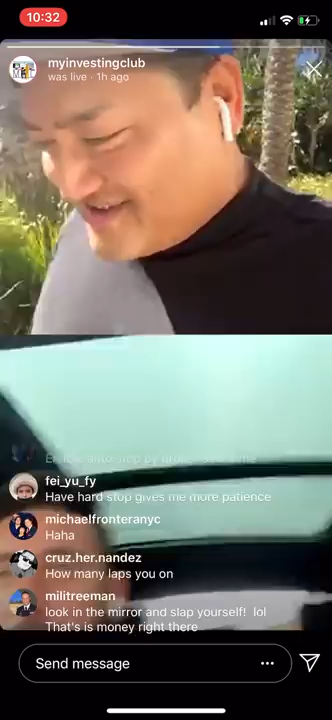 10:32
myinvestingclub
was live · 1h ago
fei_yu_fy
Have hard stop gives me more patience
michaelfronteranyc
Haha
cruz.her.nandez
How many laps you on
militreeman
look in the mirror and slap yourself! lol
That's is money right there
Send message